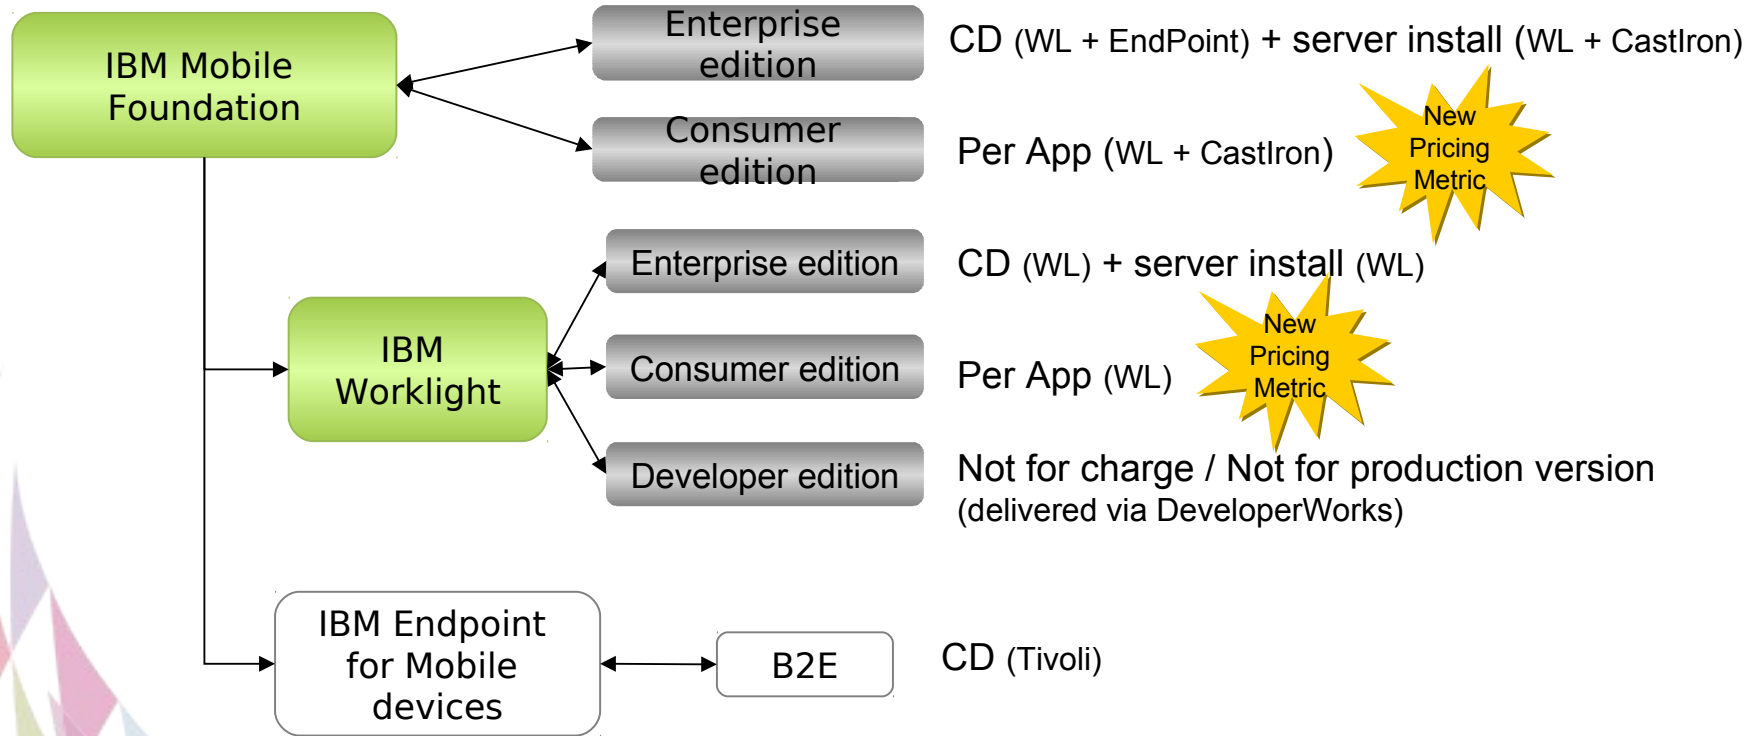 IBM Mobile
Foundation
Enterprise
edition
CD (WL + EndPoint) + server install (WL + CastIron)
Consumer
edition
Per App (WL + CastIron)
New
Pricing
Metric
IBM
Worklight
Enterprise edition
CD (WL) + server install (WL)
Consumer edition
Per App (WL)
New
Pricing
Metric
Developer edition
Not for charge / Not for production version
(delivered via DeveloperWorks)
IBM Endpoint
for Mobile
devices
B2E
CD (Tivoli)